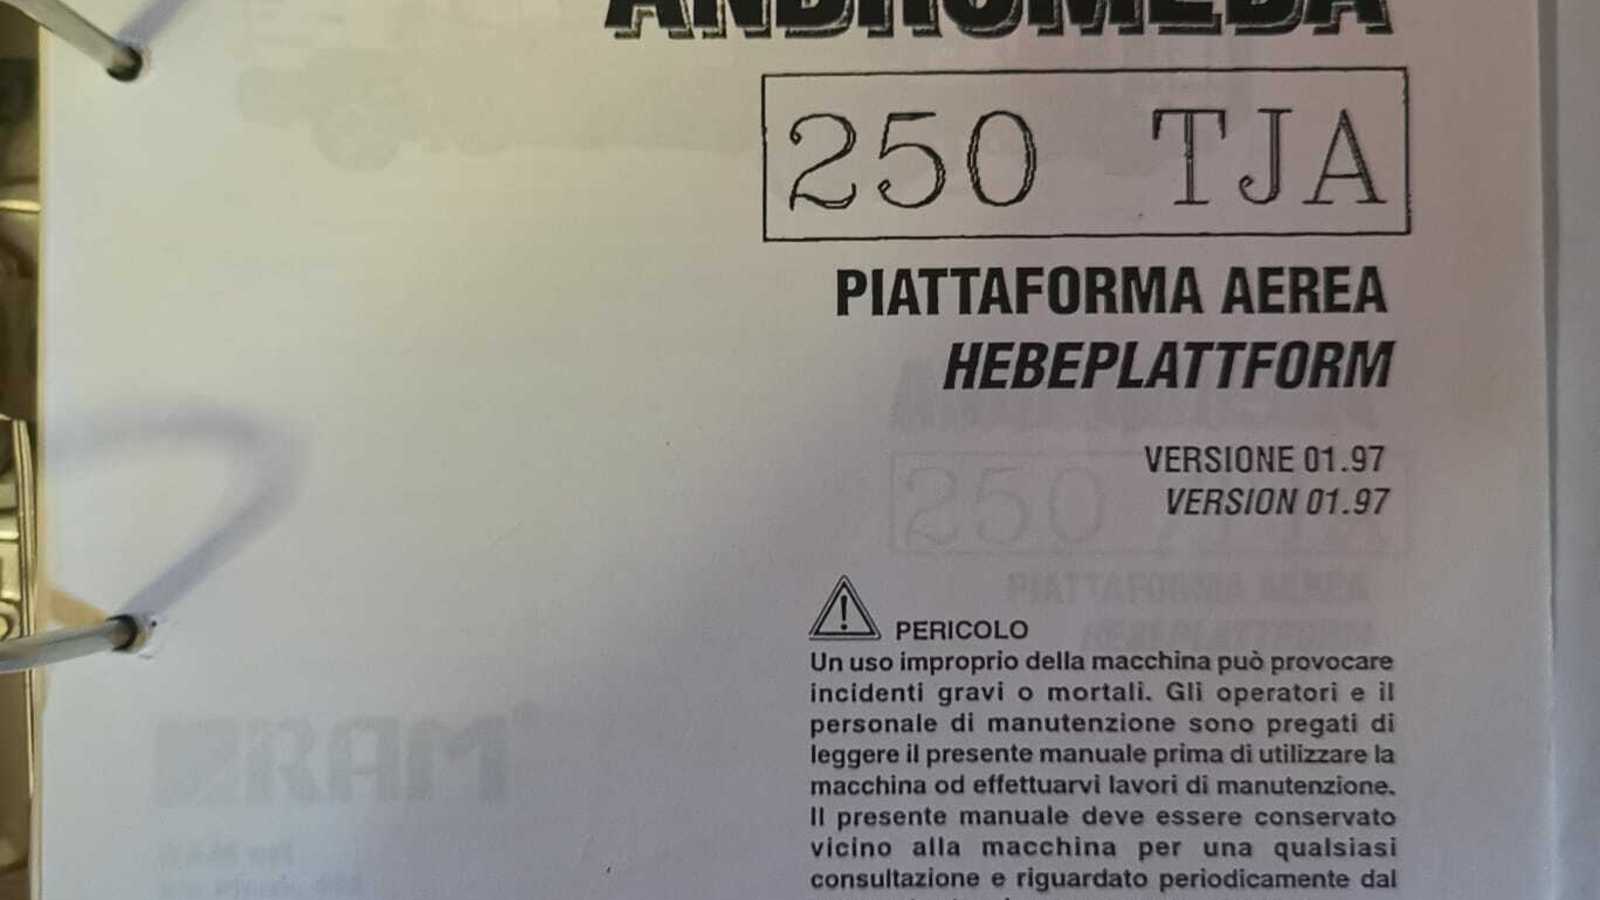 ANDROMEDA
250 TJA
PIATTAFORMA AEREA
HEBEPLATTFORM
VERSIONE 01.97
VERSION 01.97
PERICOLO
Un uso improprio della macchina può provocare
incidenti gravi o mortali. Gli operatori e il
personale di manutenzione sono pregati di
leggere il presente manuale prima di utilizzare la
macchina od effettuarvi lavori di manutenzione.
Il presente manuale deve essere conservato
vicino alla macchina per una qualsiasi
consultazione e riguardato periodicamente dal